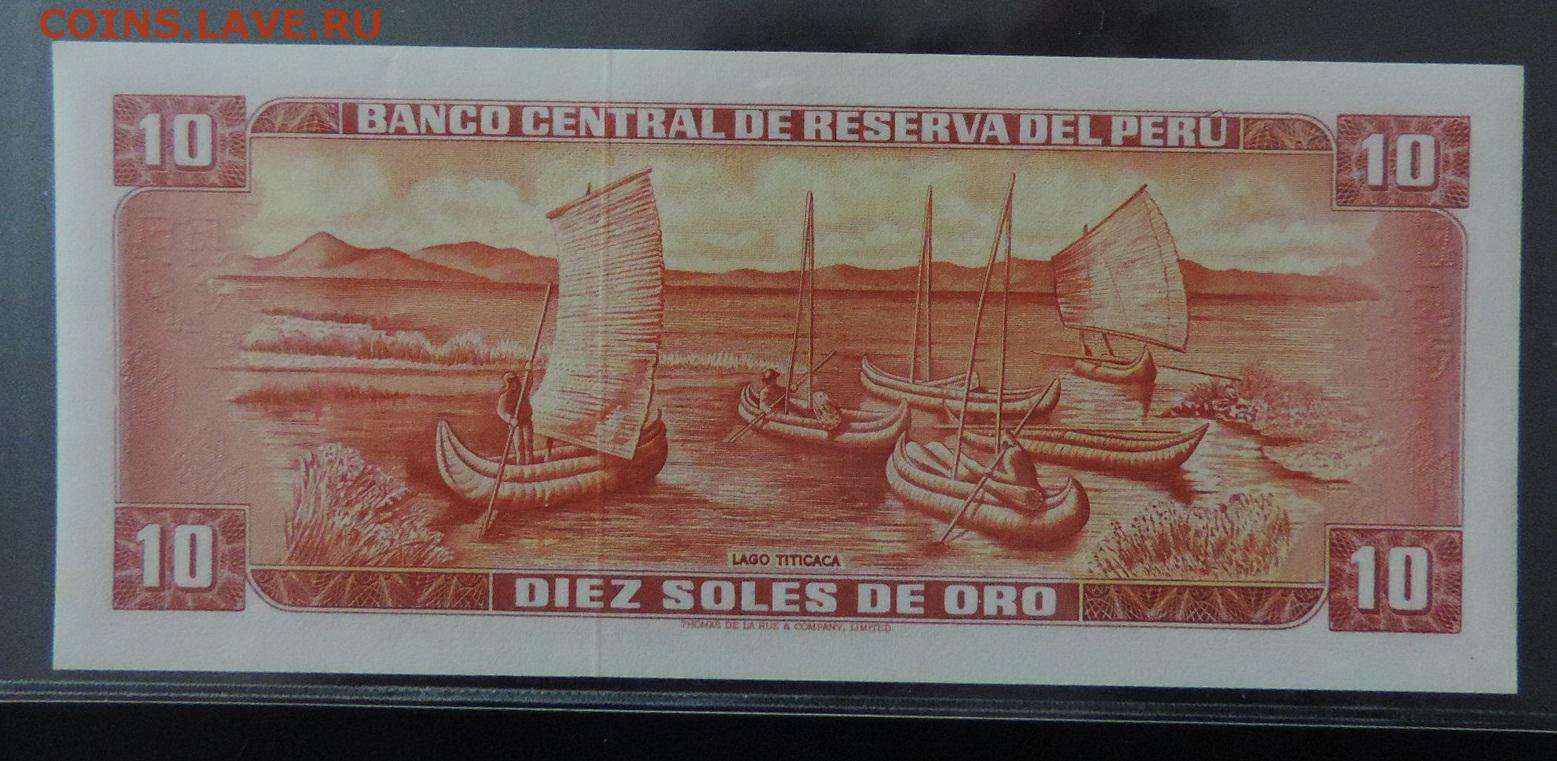 COINS.LAVE.RU
10 BANCO CENTRAL DE RESERVA DEL PERÚ 10
LAGO TITICACA
10 DIEZ SOLES DE ORO 10
THOMAS DE LA RUE & COMPANY, LIMITED